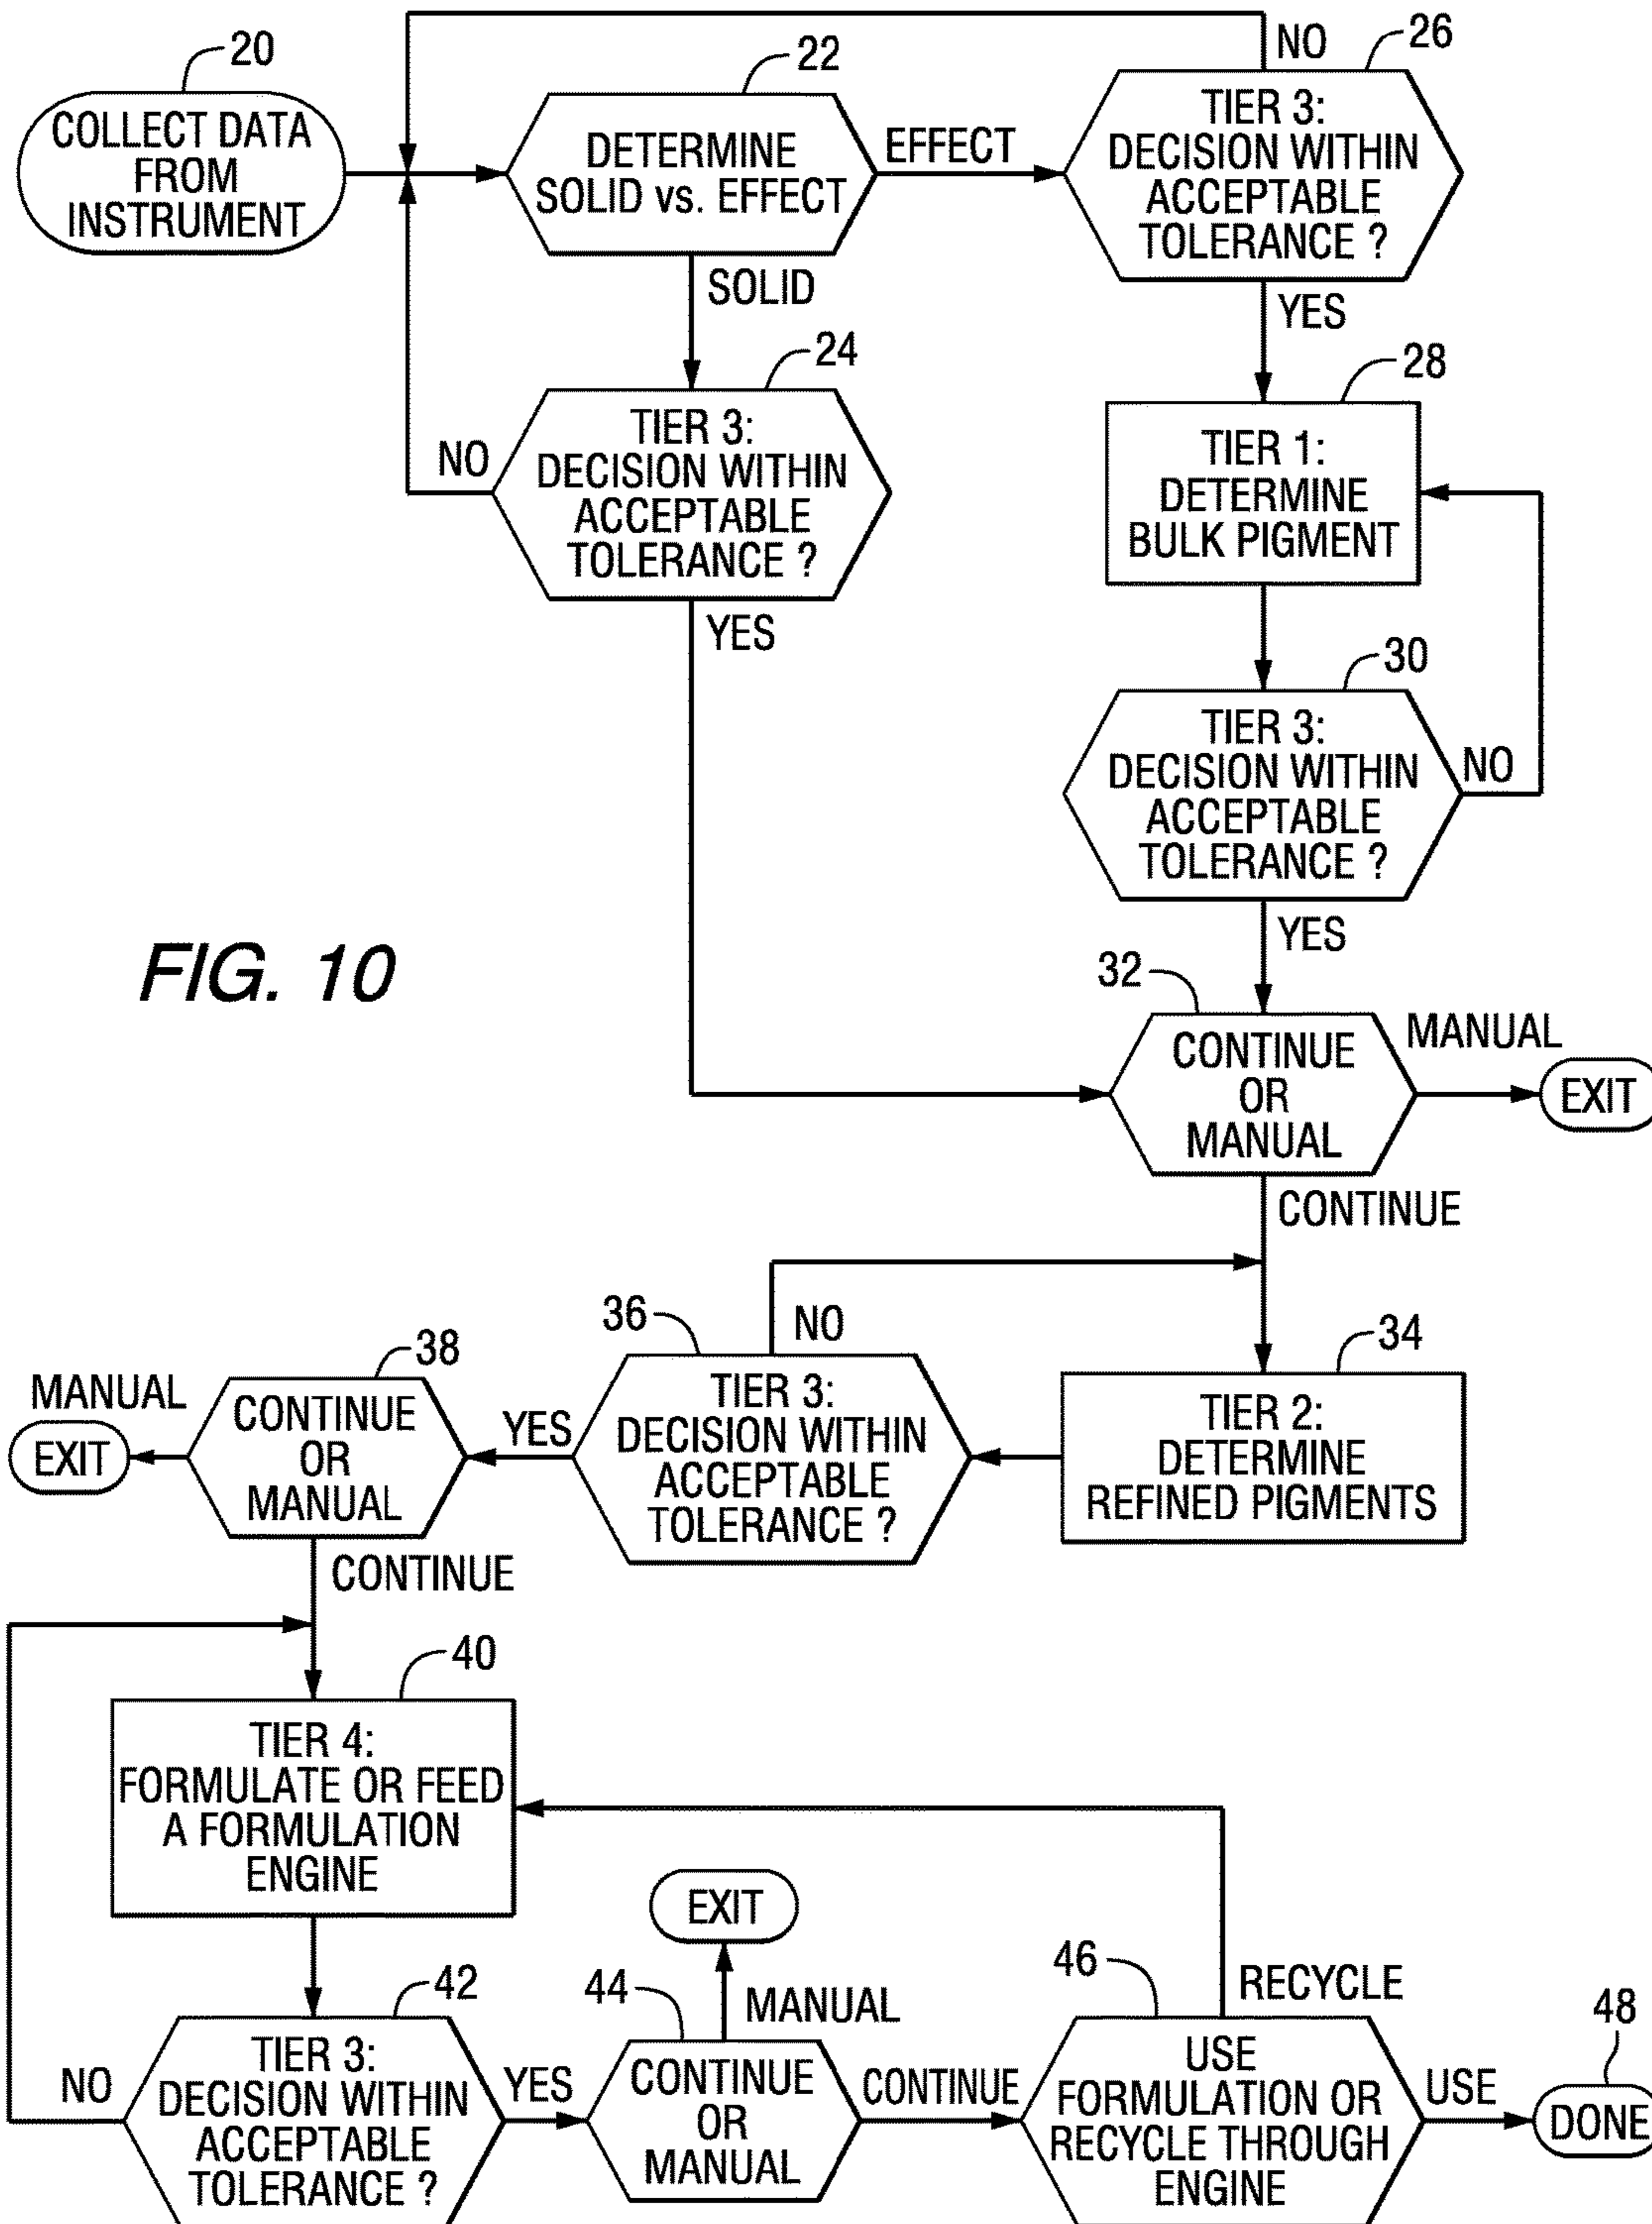 20
COLLECT DATA
FROM
INSTRUMENT
22
DETERMINE
SOLID vs. EFFECT
EFFECT
SOLID
NO
26
TIER 3:
DECISION WITHIN
ACCEPTABLE
TOLERANCE ?
YES
24
TIER 3:
DECISION WITHIN
ACCEPTABLE
TOLERANCE ?
NO
YES
28
TIER 1:
DETERMINE
BULK PIGMENT
30
TIER 3:
DECISION WITHIN
ACCEPTABLE
TOLERANCE ?
NO
YES
FIG. 10
32
CONTINUE
OR
MANUAL
MANUAL
EXIT
CONTINUE
34
TIER 2:
DETERMINE
REFINED PIGMENTS
36
NO
TIER 3:
DECISION WITHIN
ACCEPTABLE
TOLERANCE ?
YES
38
CONTINUE
OR
MANUAL
MANUAL
EXIT
CONTINUE
40
TIER 4:
FORMULATE OR FEED
A FORMULATION
ENGINE
42
TIER 3:
DECISION WITHIN
ACCEPTABLE
TOLERANCE ?
NO
YES
44
CONTINUE
OR
MANUAL
MANUAL
EXIT
CONTINUE
46
USE
FORMULATION OR
RECYCLE THROUGH
ENGINE
RECYCLE
USE
48
DONE